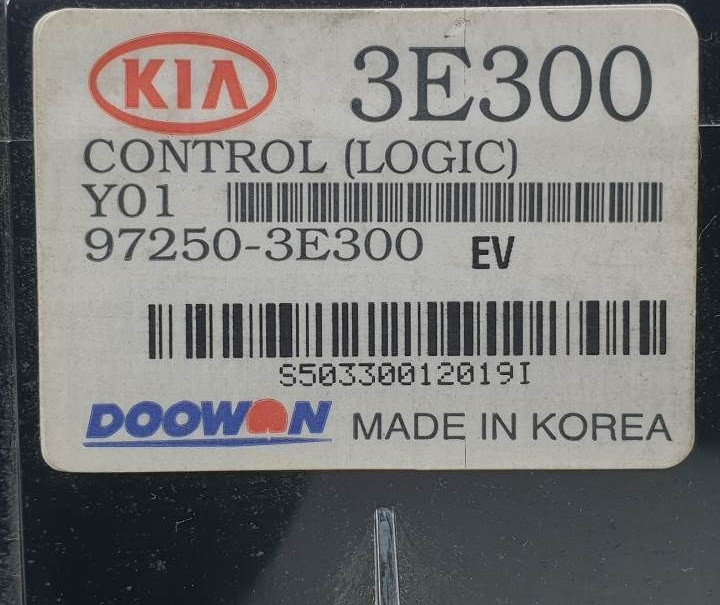 KIA 3E300
CONTROL (LOGIC)
Y01
97250-3E300 EV
S50330012019I
DOOWON MADE IN KOREA